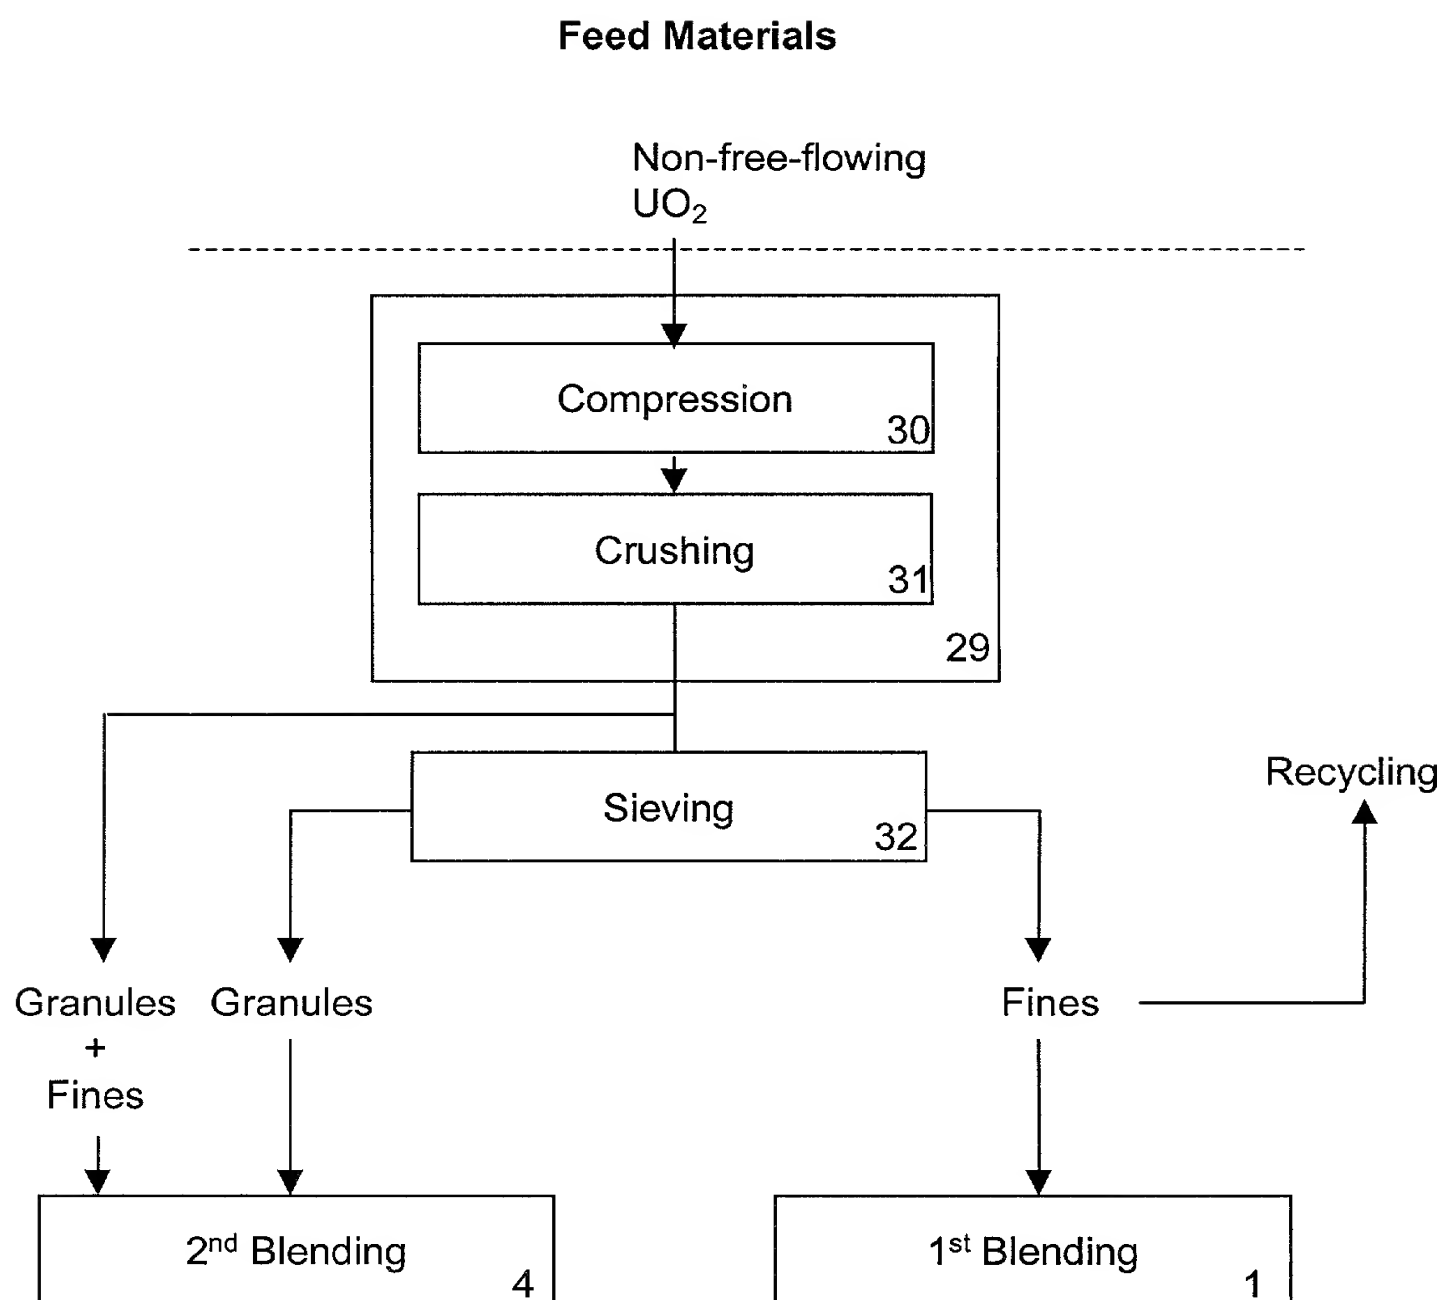 Feed Materials
Non-free-flowing
UO₂
Compression
30
Crushing
31
29
Sieving
32
Recycling
Granules
+
Fines
Granules
Fines
2ⁿᵈ Blending
4
1ˢᵗ Blending
1